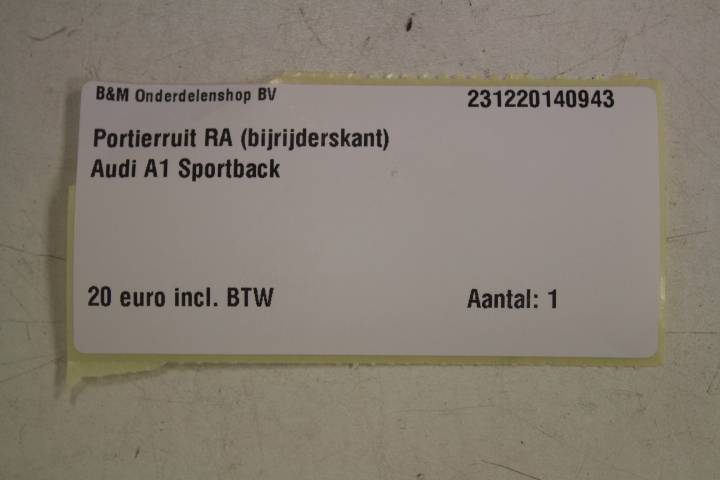 B&M Onderdelenshop BV 231220140943
Portierruit RA (bijrijderskant)
Audi A1 Sportback
20 euro incl. BTW Aantal: 1